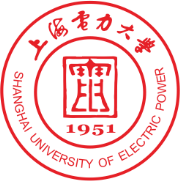 上海电力大学
1951
SHANGHAI UNIVERSITY OF ELECTRIC POWER